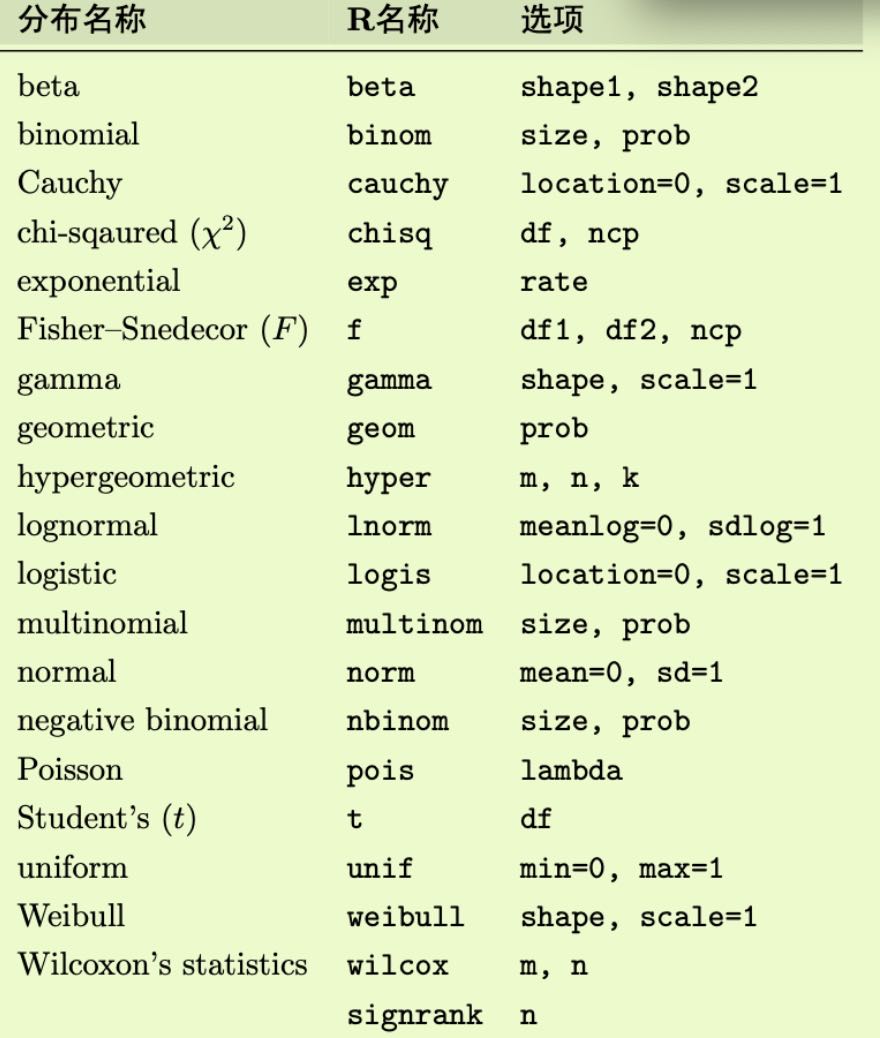 分布名称 R名称 选项
beta beta shape1, shape2
binomial binom size, prob
Cauchy cauchy location=0, scale=1
chi-sqaured (χ²) chisq df, ncp
exponential exp rate
Fisher–Snedecor (F) f df1, df2, ncp
gamma gamma shape, scale=1
geometric geom prob
hypergeometric hyper m, n, k
lognormal lnorm meanlog=0, sdlog=1
logistic logis location=0, scale=1
multinomial multinom size, prob
normal norm mean=0, sd=1
negative binomial nbinom size, prob
Poisson pois lambda
Student’s (t) t df
uniform unif min=0, max=1
Weibull weibull shape, scale=1
Wilcoxon’s statistics wilcox m, n
signrank n